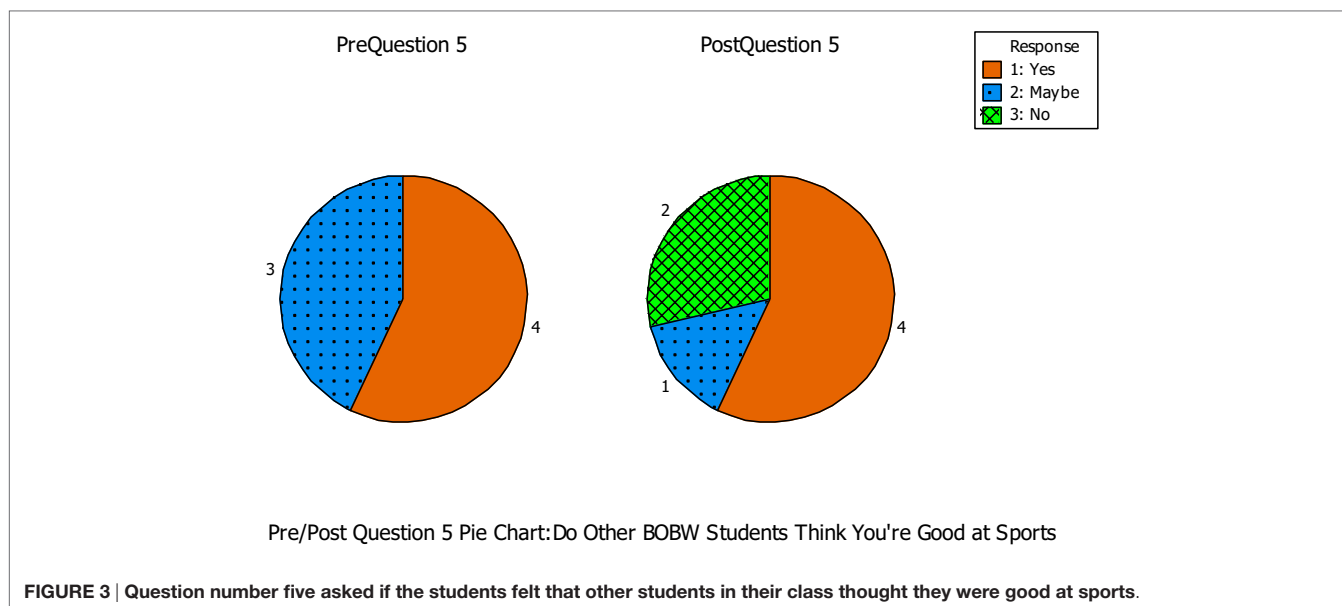 PreQuestion 5
PostQuestion 5
Response
1: Yes
2: Maybe
3: No
3
4
2
1
4
Pre/Post Question 5 Pie Chart:Do Other BOBW Students Think You're Good at Sports
FIGURE 3 | Question number five asked if the students felt that other students in their class thought they were good at sports.